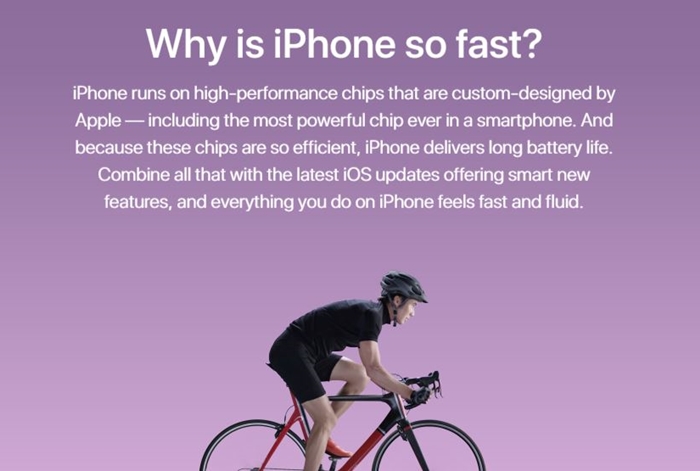 Why is iPhone so fast?
iPhone runs on high-performance chips that are custom-designed by
Apple — including the most powerful chip ever in a smartphone. And
because these chips are so efficient, iPhone delivers long battery life.
Combine all that with the latest iOS updates offering smart new
features, and everything you do on iPhone feels fast and fluid.